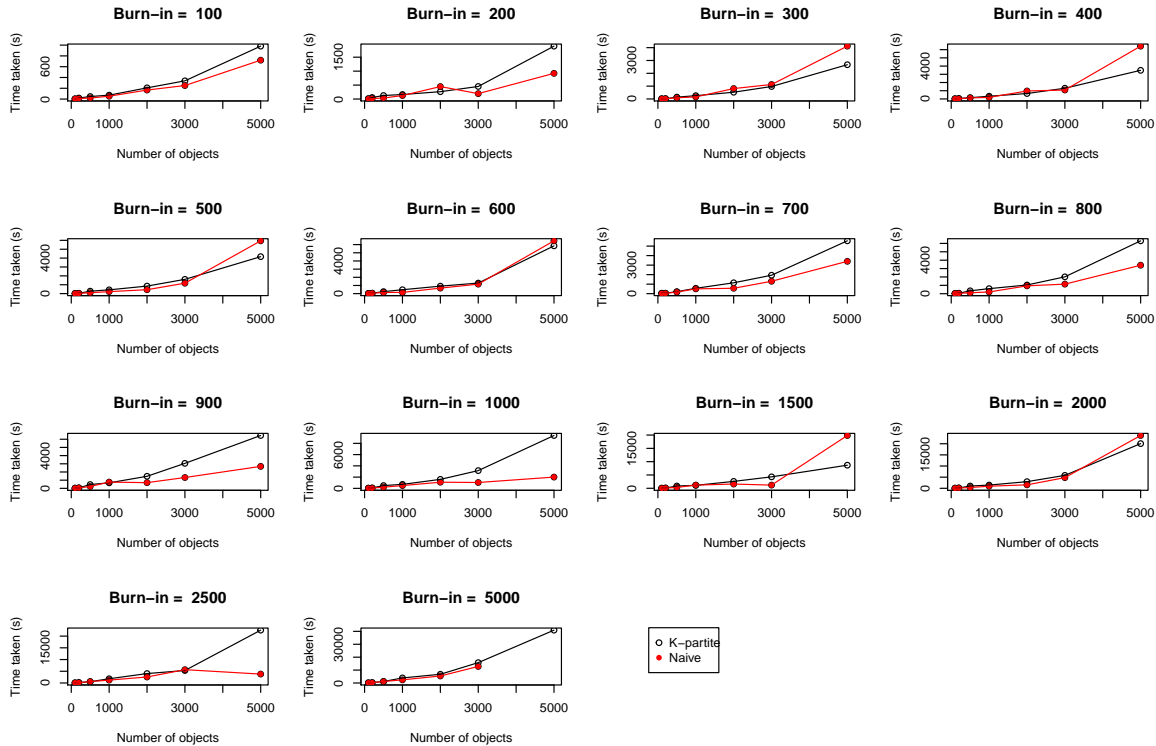 Burn−in = 100
Time taken (s)
0 600
0 1000 3000 5000
Number of objects
Burn−in = 200
Time taken (s)
0 1500
0 1000 3000 5000
Number of objects
Burn−in = 300
Time taken (s)
0 3000
0 1000 3000 5000
Number of objects
Burn−in = 400
Time taken (s)
0 4000
0 1000 3000 5000
Number of objects
Burn−in = 500
Time taken (s)
0 4000
0 1000 3000 5000
Number of objects
Burn−in = 600
Time taken (s)
0 4000
0 1000 3000 5000
Number of objects
Burn−in = 700
Time taken (s)
0 3000
0 1000 3000 5000
Number of objects
Burn−in = 800
Time taken (s)
0 4000
0 1000 3000 5000
Number of objects
Burn−in = 900
Time taken (s)
0 4000
0 1000 3000 5000
Number of objects
Burn−in = 1000
Time taken (s)
0 6000
0 1000 3000 5000
Number of objects
Burn−in = 1500
Time taken (s)
0 15000
0 1000 3000 5000
Number of objects
Burn−in = 2000
Time taken (s)
0 15000
0 1000 3000 5000
Number of objects
Burn−in = 2500
Time taken (s)
0 15000
0 1000 3000 5000
Number of objects
Burn−in = 5000
Time taken (s)
0 30000
0 1000 3000 5000
Number of objects
K−partite
Naive